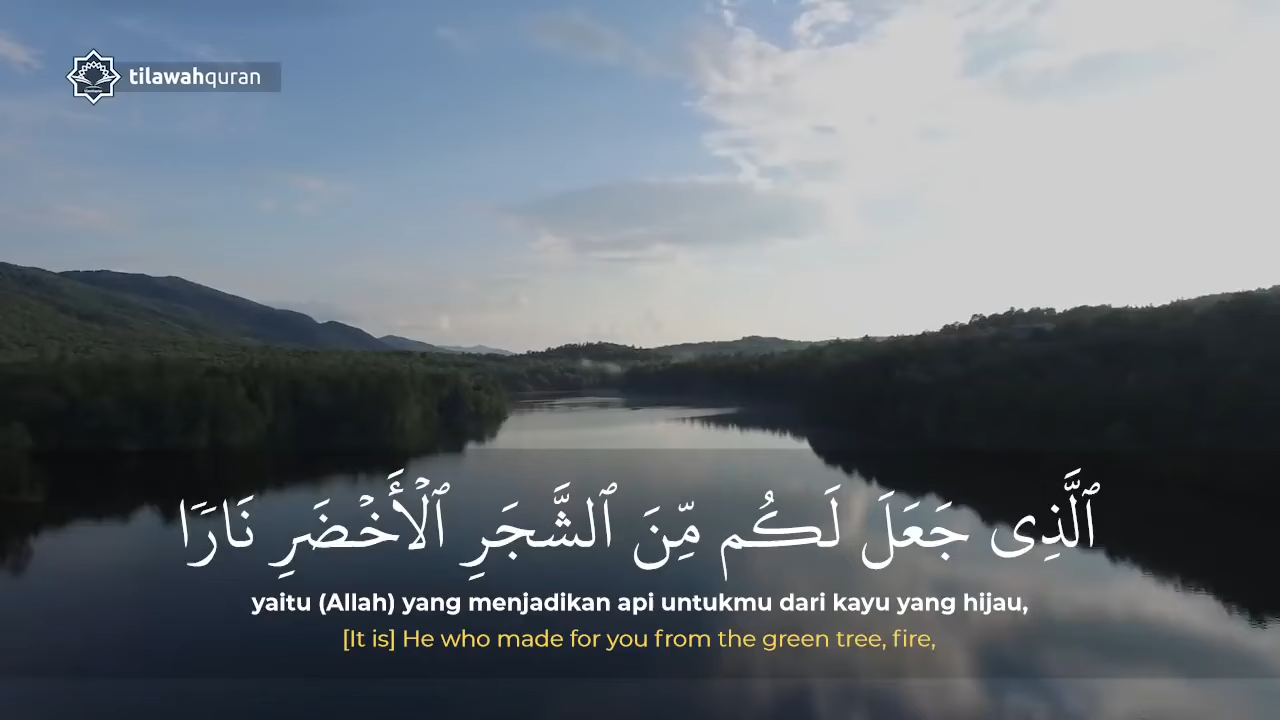 tilawahquran
ٱلَّذِى جَعَلَ لَكُم مِّنَ ٱلشَّجَرِ ٱلْأَخْضَرِ نَارًا
yaitu (Allah) yang menjadikan api untukmu dari kayu yang hijau,
[It is] He who made for you from the green tree, fire,